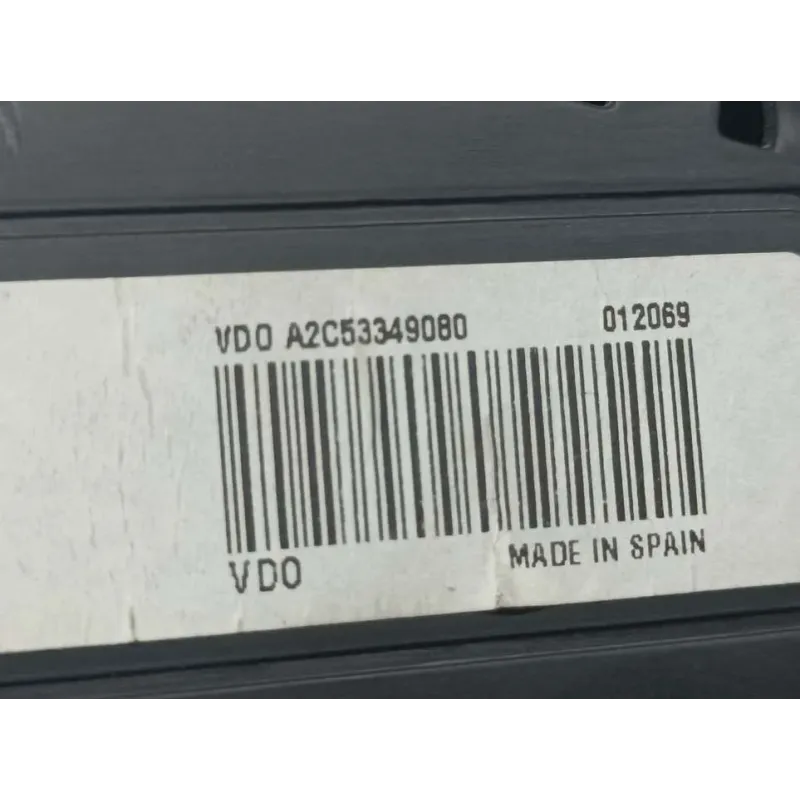 VDO A2C53349080 012069
VDO MADE IN SPAIN